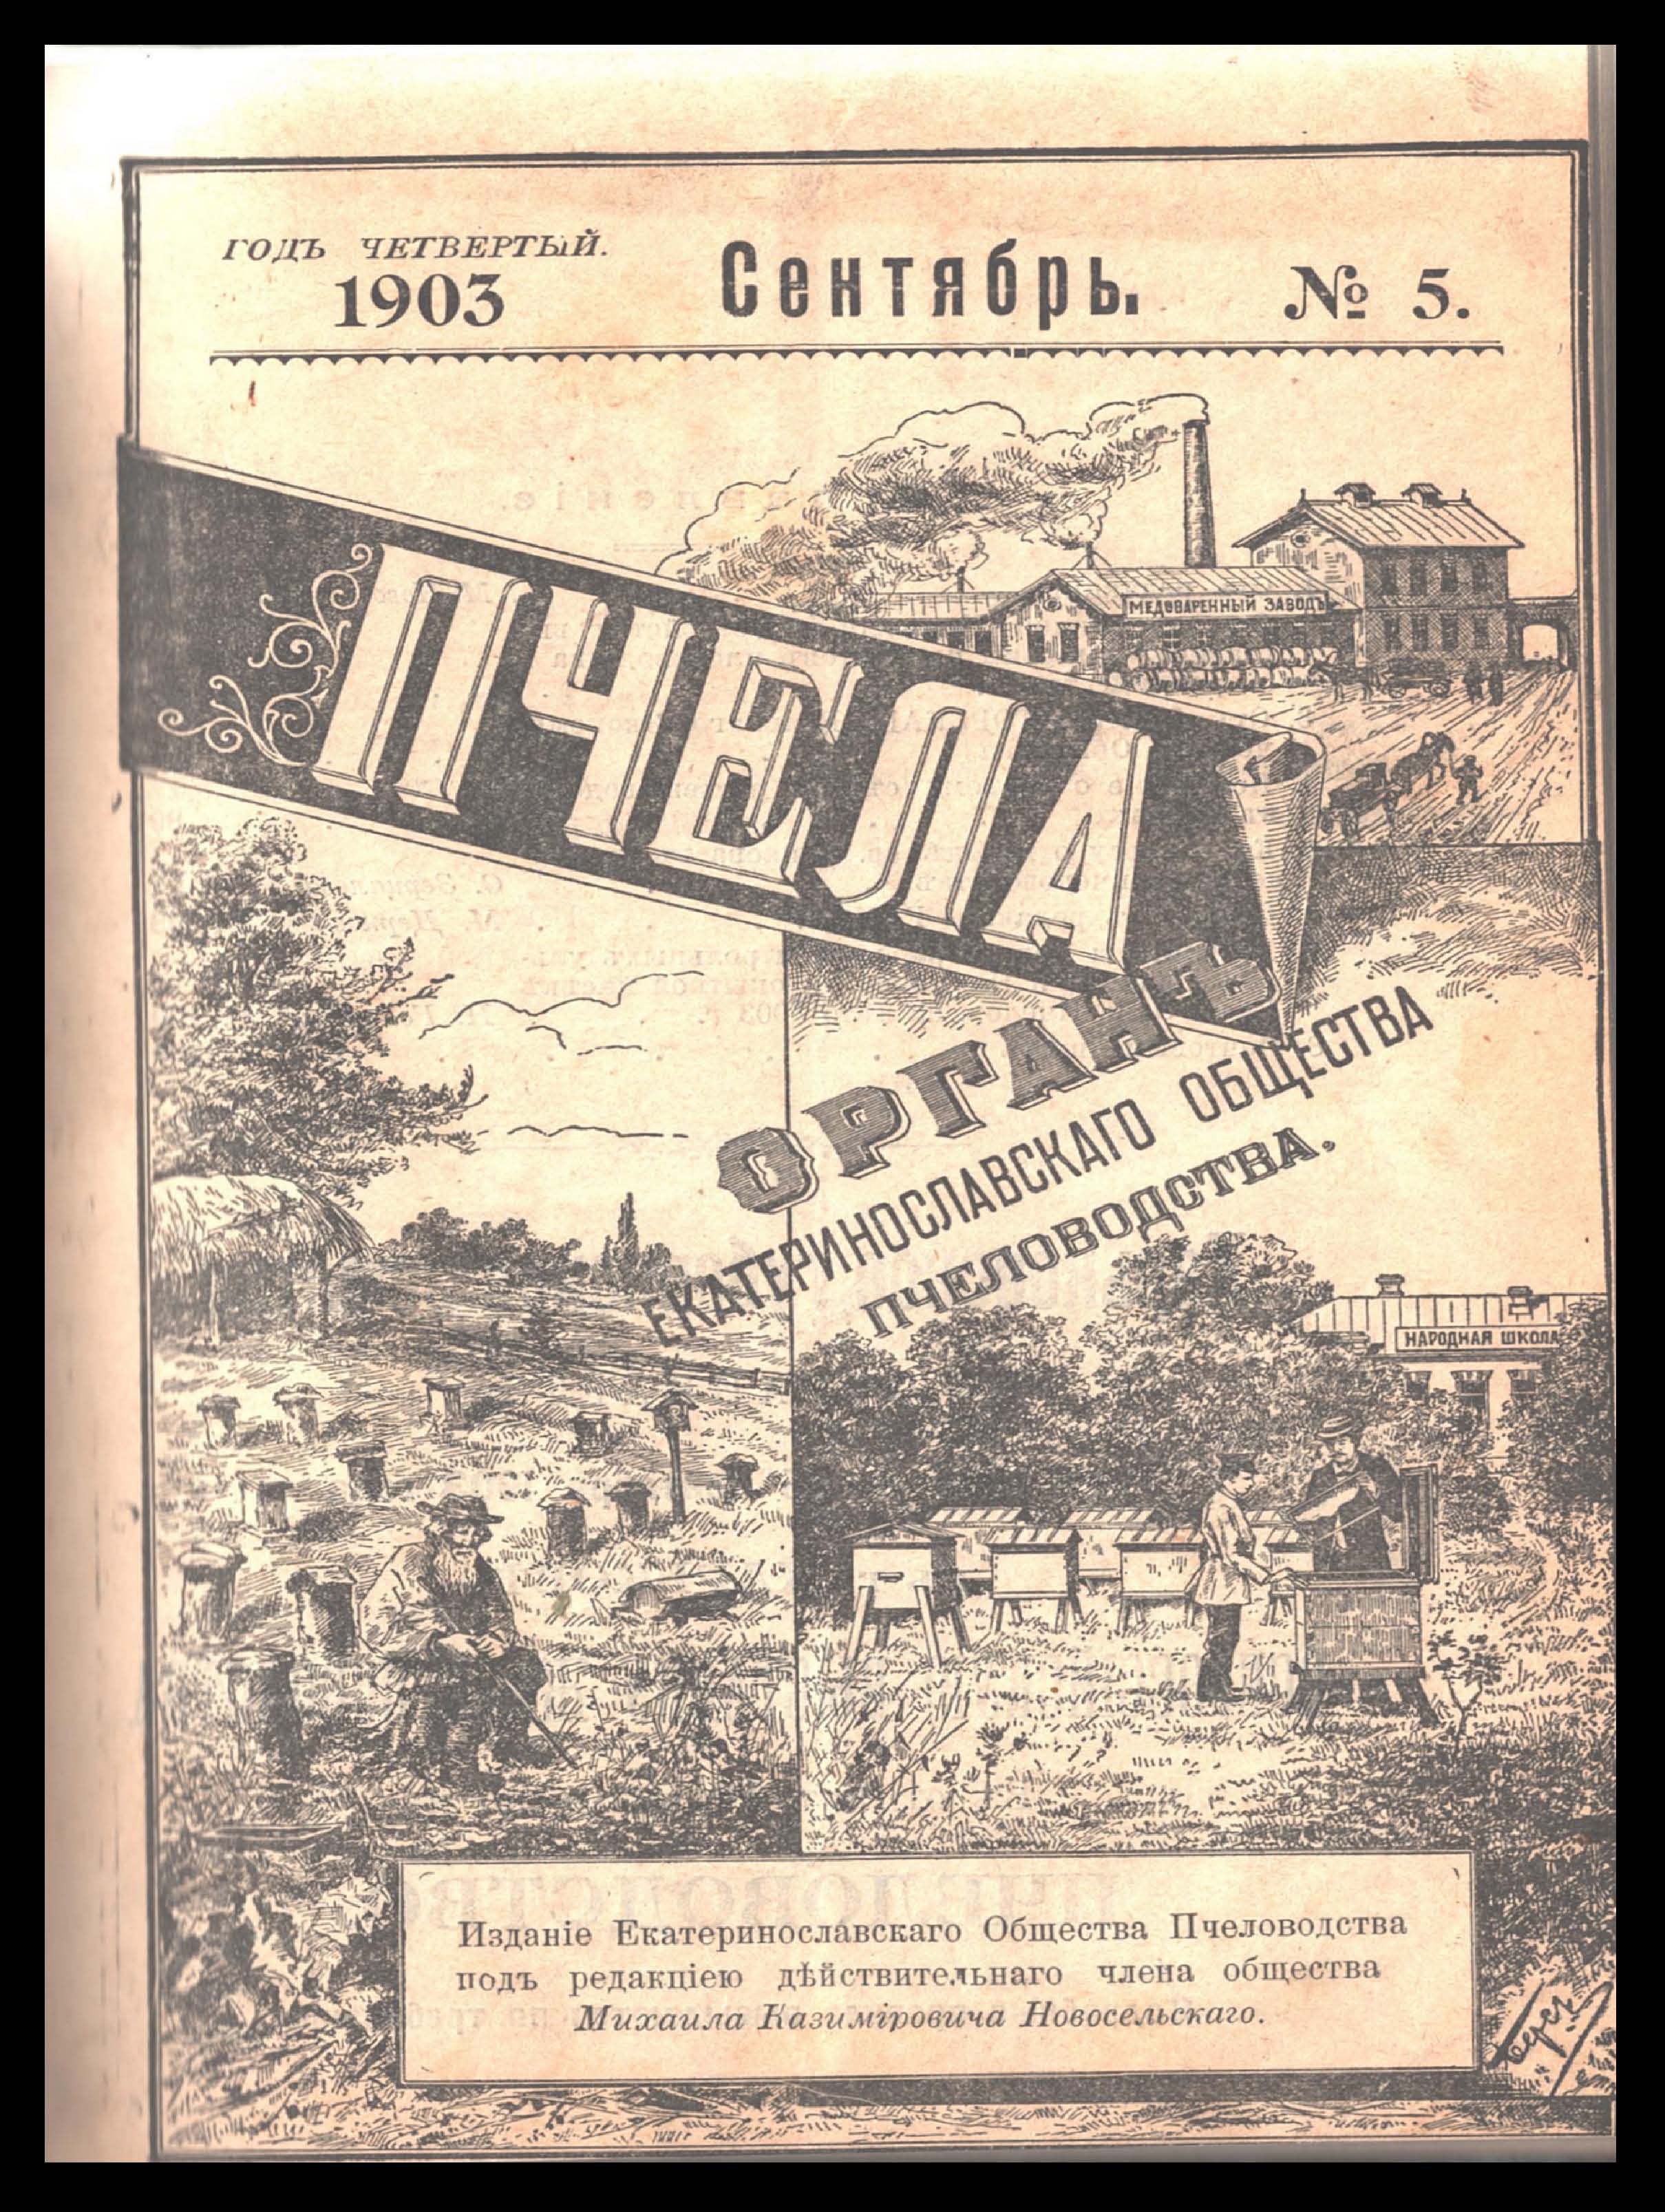 ГОДЪ ЧЕТВЕРТЫЙ.
1903
Сентябрь.
№ 5.
МЕДОВАРЕННЫЙ ЗАВОДЪ
ПЧЕЛА
ОРГАНЪ
ЕКАТЕРИНОСЛАВСКАГО ОБЩЕСТВА
ПЧЕЛОВОДСТВА.
НАРОДНАЯ ШКОЛА
Изданіе Екатеринославскаго Общества Пчеловодства
подъ редакціею дѣйствительнаго члена общества
Михаила Казиміровича Новосельскаго.